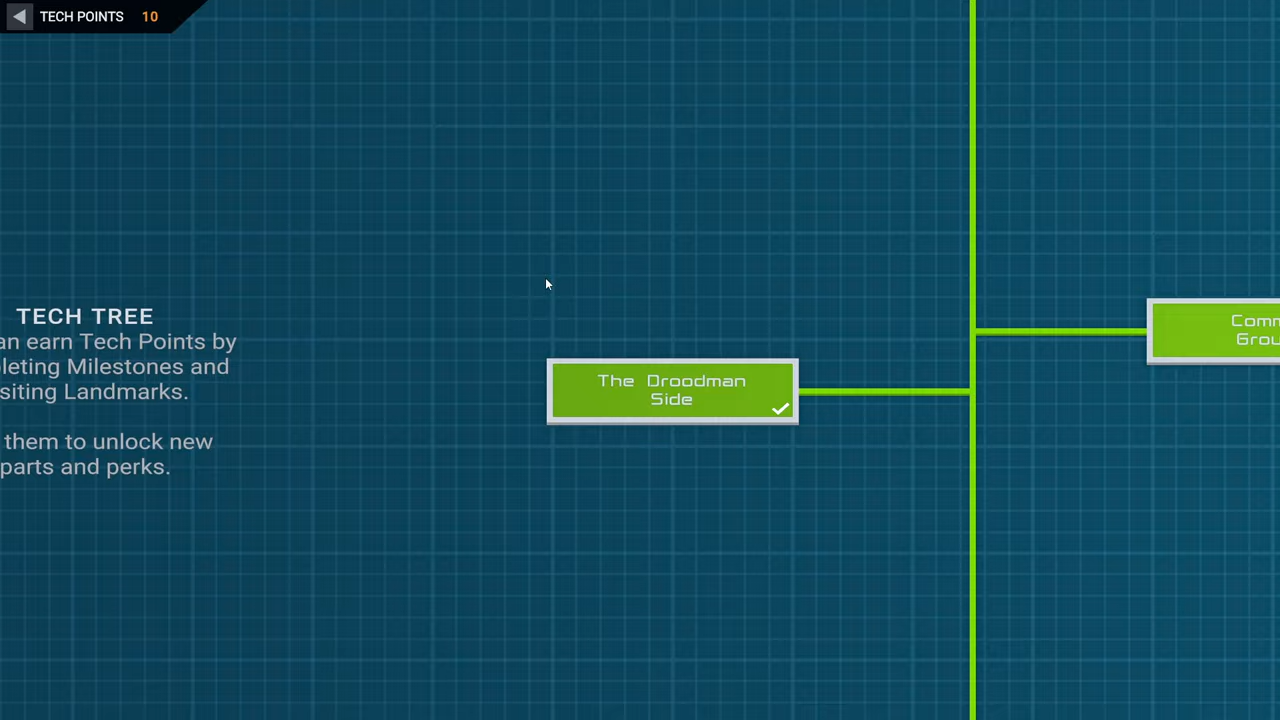 TECH POINTS 10
TECH TREE
an earn Tech Points by
leting Milestones and
siting Landmarks.
them to unlock new
parts and perks.
The Droodman
Side
Comm
Grou